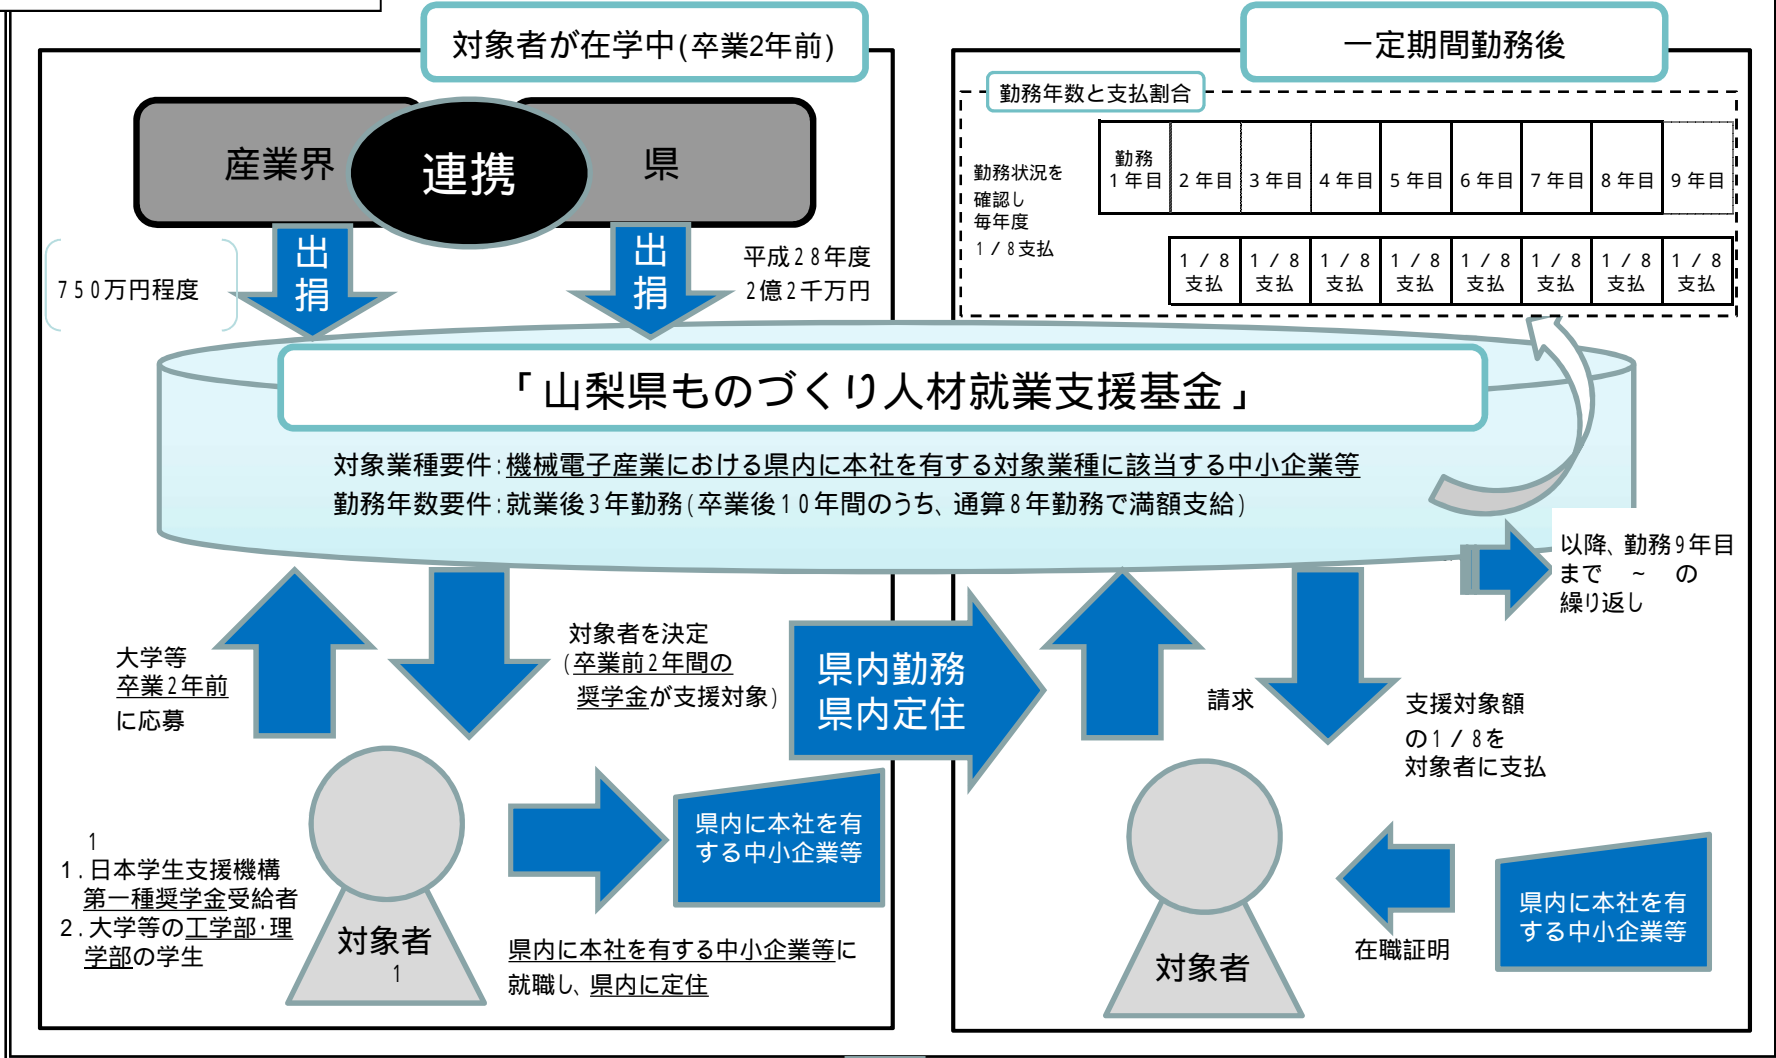 対象者が在学中(卒業2年前)
産業界
連携
県
出捐
出捐
750万円程度
平成28年度
2億2千万円
「山梨県ものづくり人材就業支援基金」
対象業種要件:機械電子産業における県内に本社を有する対象業種に該当する中小企業等
勤務年数要件:就業後3年勤務(卒業後10年間のうち、通算8年勤務で満額支給)
大学等
卒業2年前
に応募
対象者を決定
(卒業前2年間の
奨学金が支援対象)
1
1.日本学生支援機構
第一種奨学金受給者
2.大学等の工学部・理
学部の学生
対象者
1
県内に本社を有
する中小企業等
県内に本社を有する中小企業等に
就職し、県内に定住
県内勤務
県内定住
一定期間勤務後
勤務年数と支払割合
勤務状況を
確認し
毎年度
1/8支払
勤務
1年目 2年目 3年目 4年目 5年目 6年目 7年目 8年目 9年目
1/8 1/8 1/8 1/8 1/8 1/8 1/8 1/8
支払 支払 支払 支払 支払 支払 支払 支払
以降、勤務9年目
まで ~ の
繰り返し
請求
支援対象額
の1/8を
対象者に支払
対象者
在職証明
県内に本社を有
する中小企業等